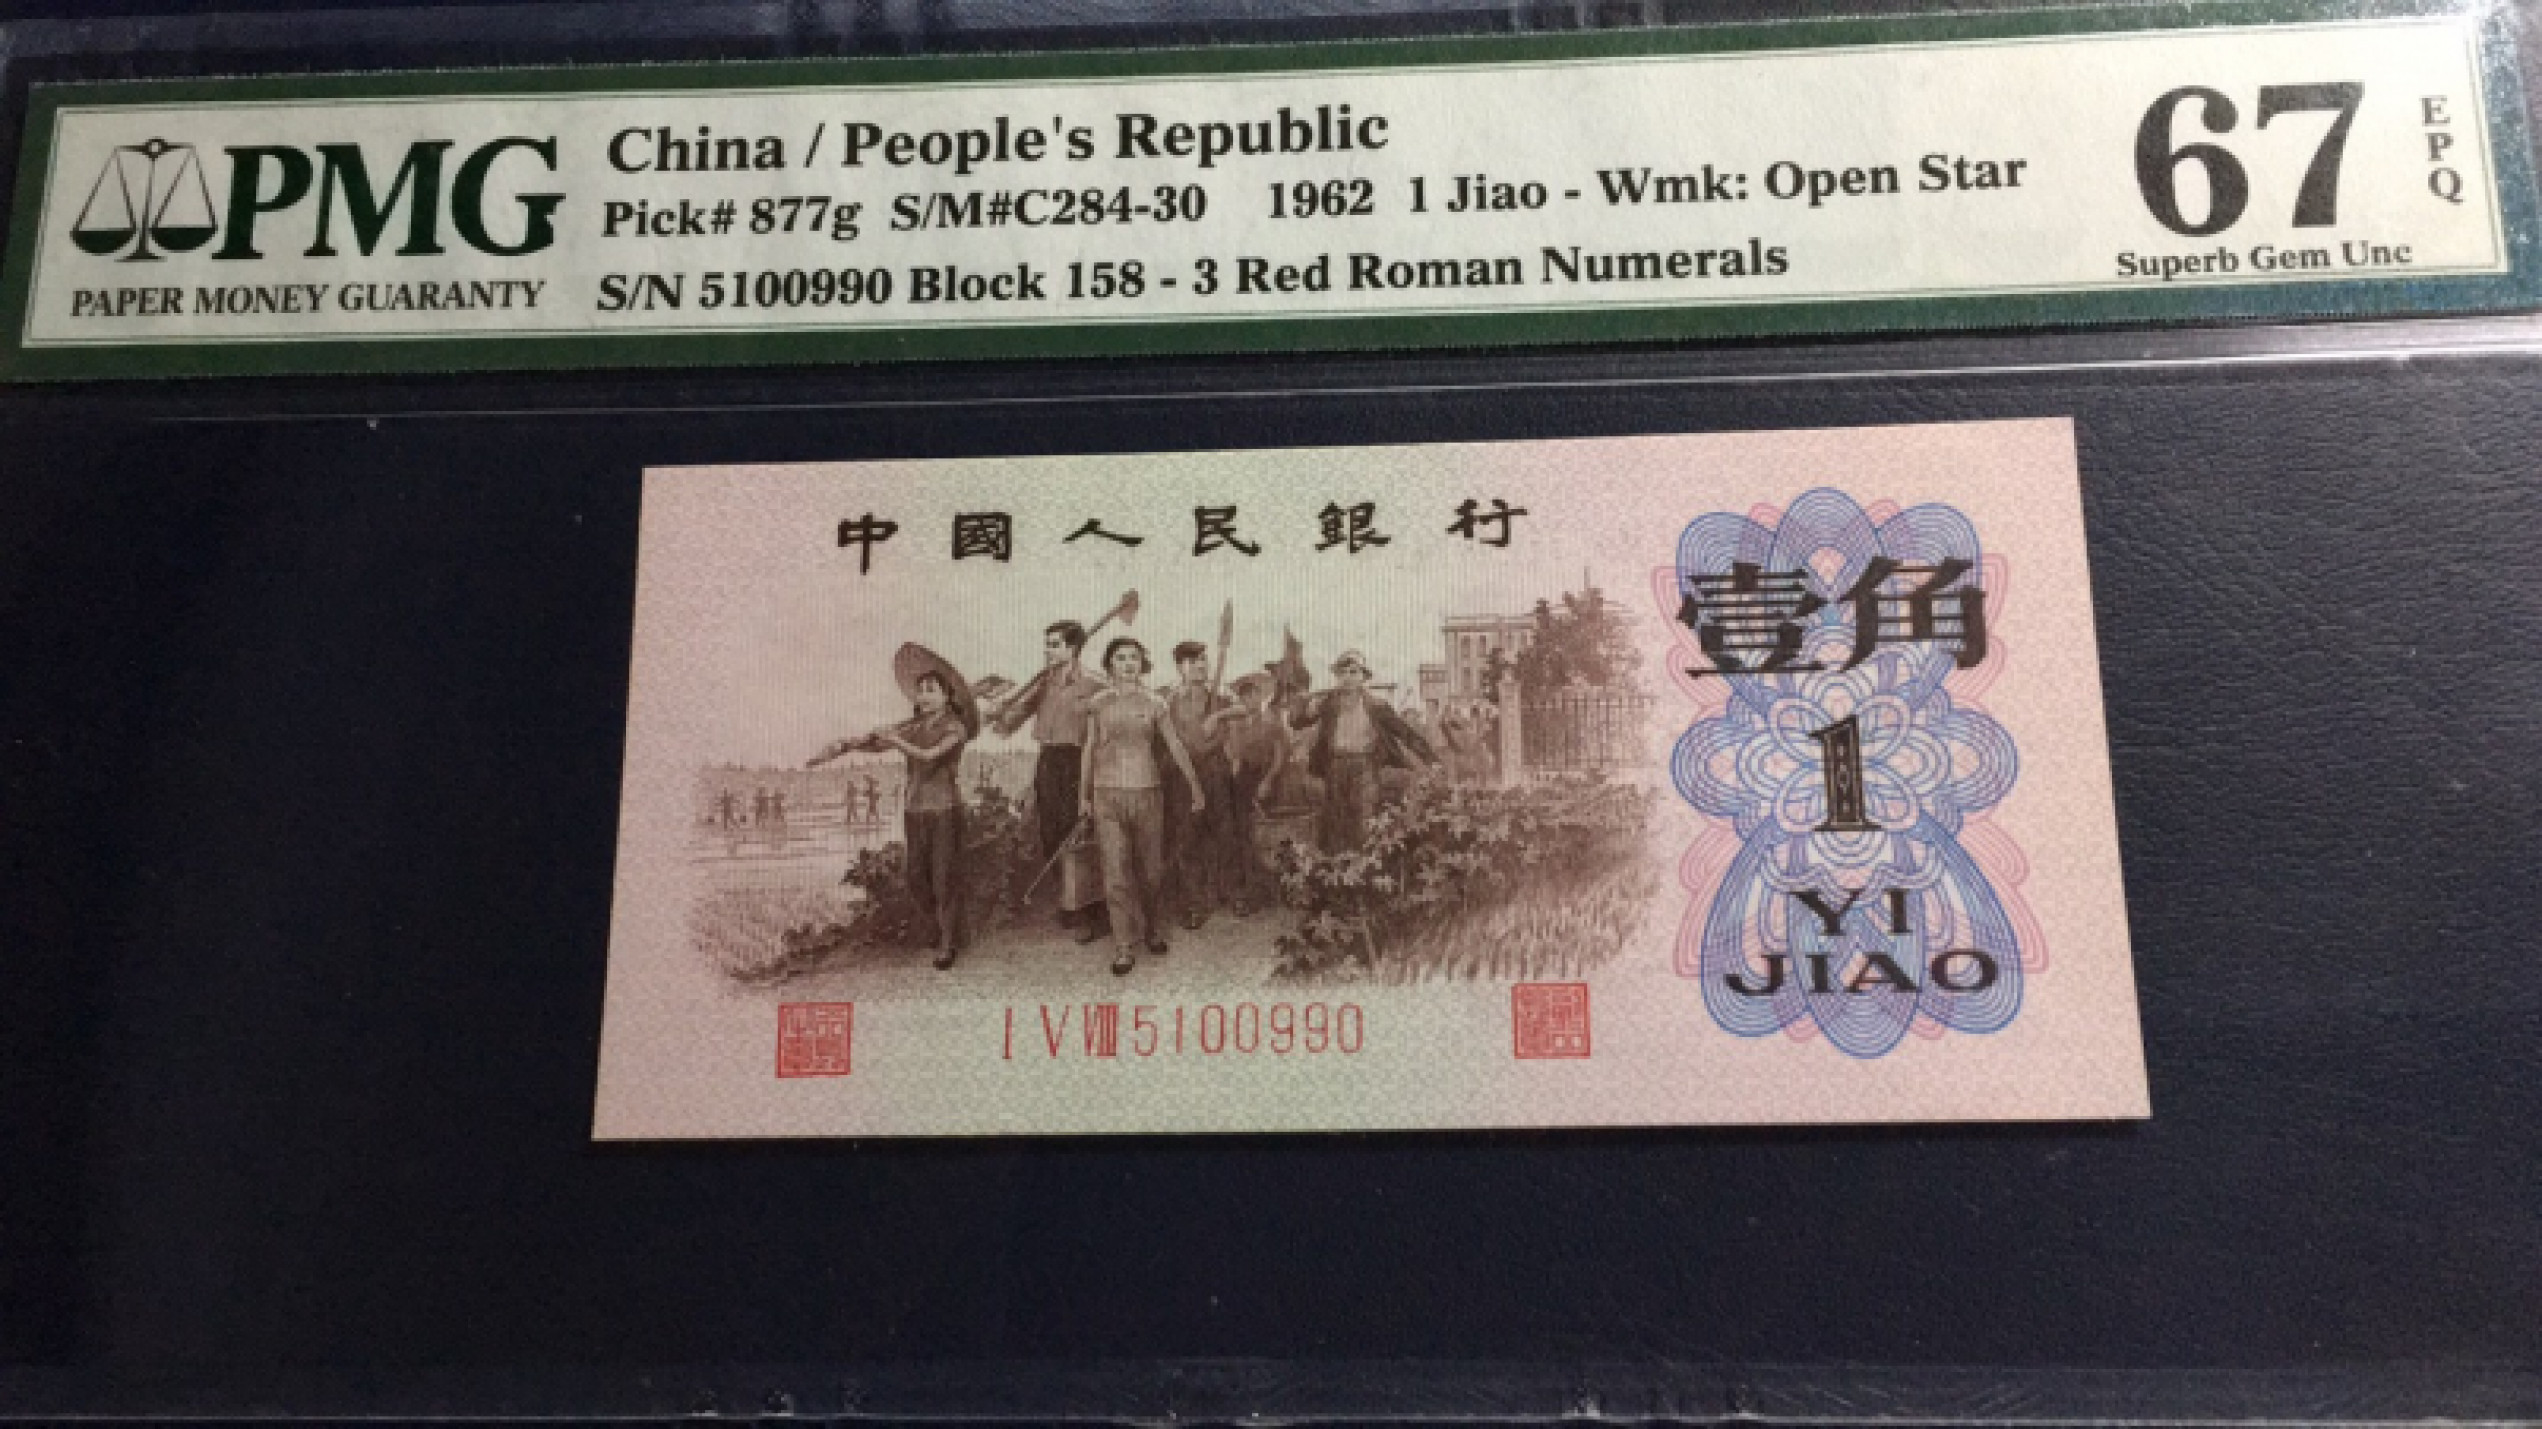 PMG
PAPER MONEY GUARANTY
China / People's Republic
Pick# 877g S/M#C284-30 1962 1 Jiao - Wmk: Open Star
S/N 5100990 Block 158 - 3 Red Roman Numerals
67
EPQ
Superb Gem Unc
中國人民銀行
壹角
1
YI
JIAO
I V VIII 5100990